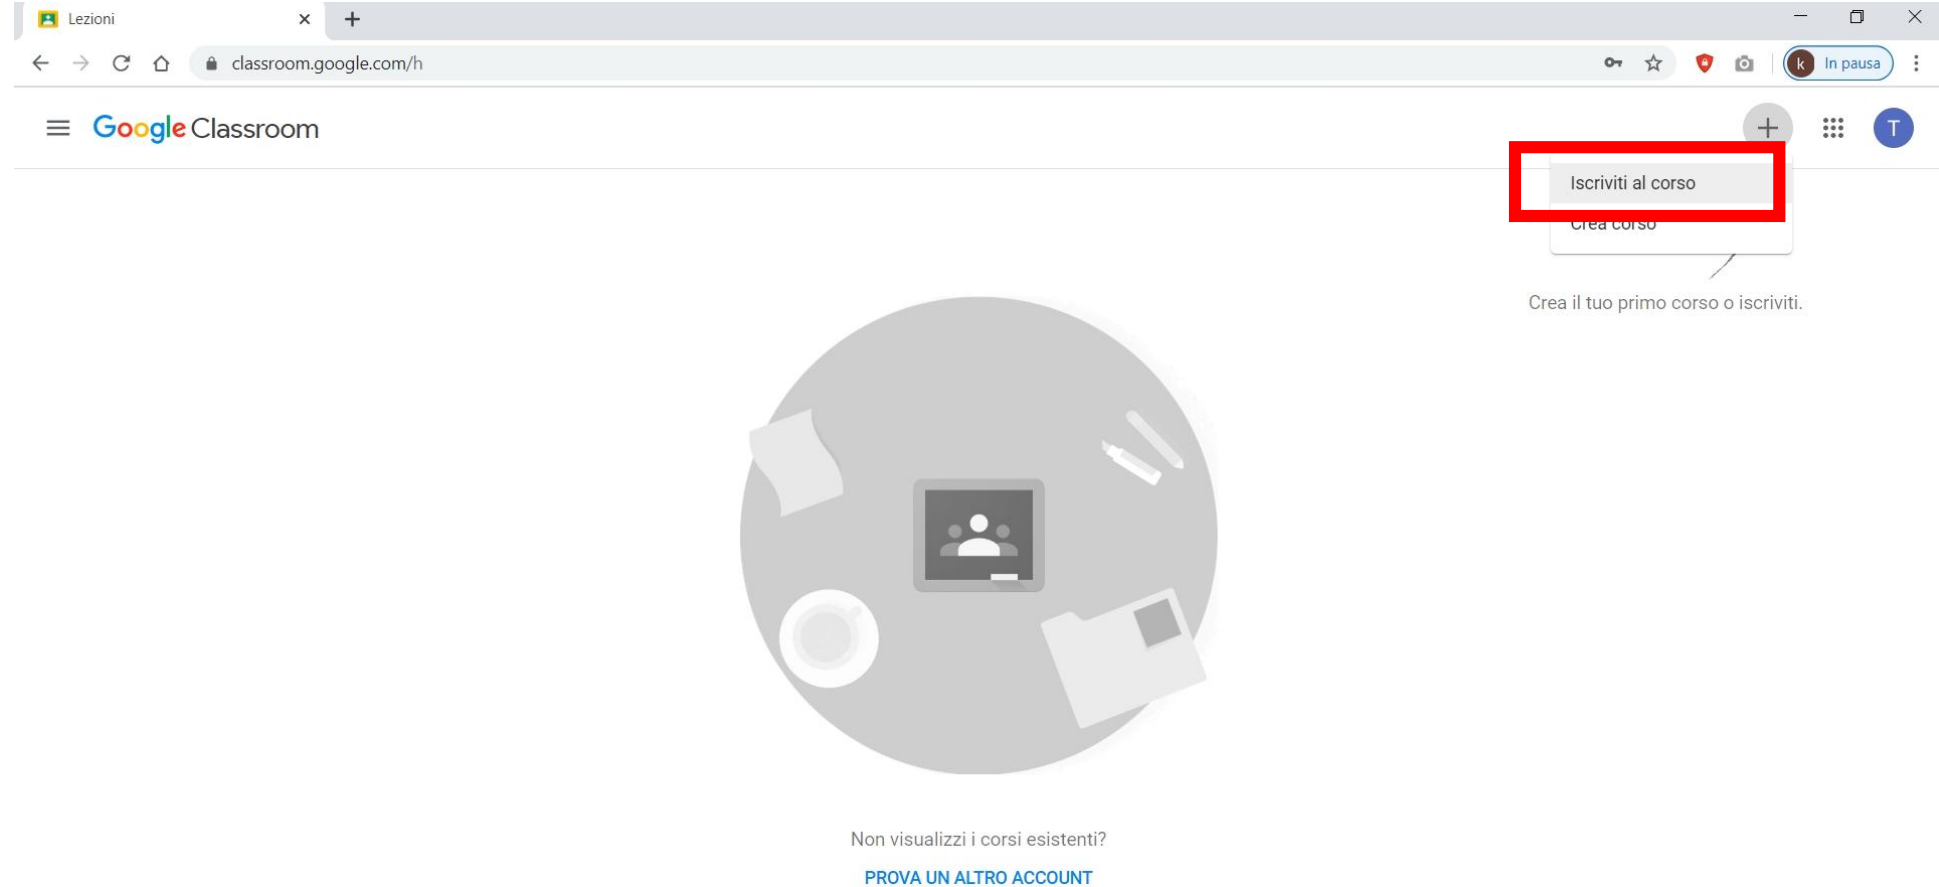 Lezioni
classroom.google.com/h
k In pausa
Google Classroom
T
Iscriviti al corso
Crea corso
Crea il tuo primo corso o iscriviti.
Non visualizzi i corsi esistenti?
PROVA UN ALTRO ACCOUNT